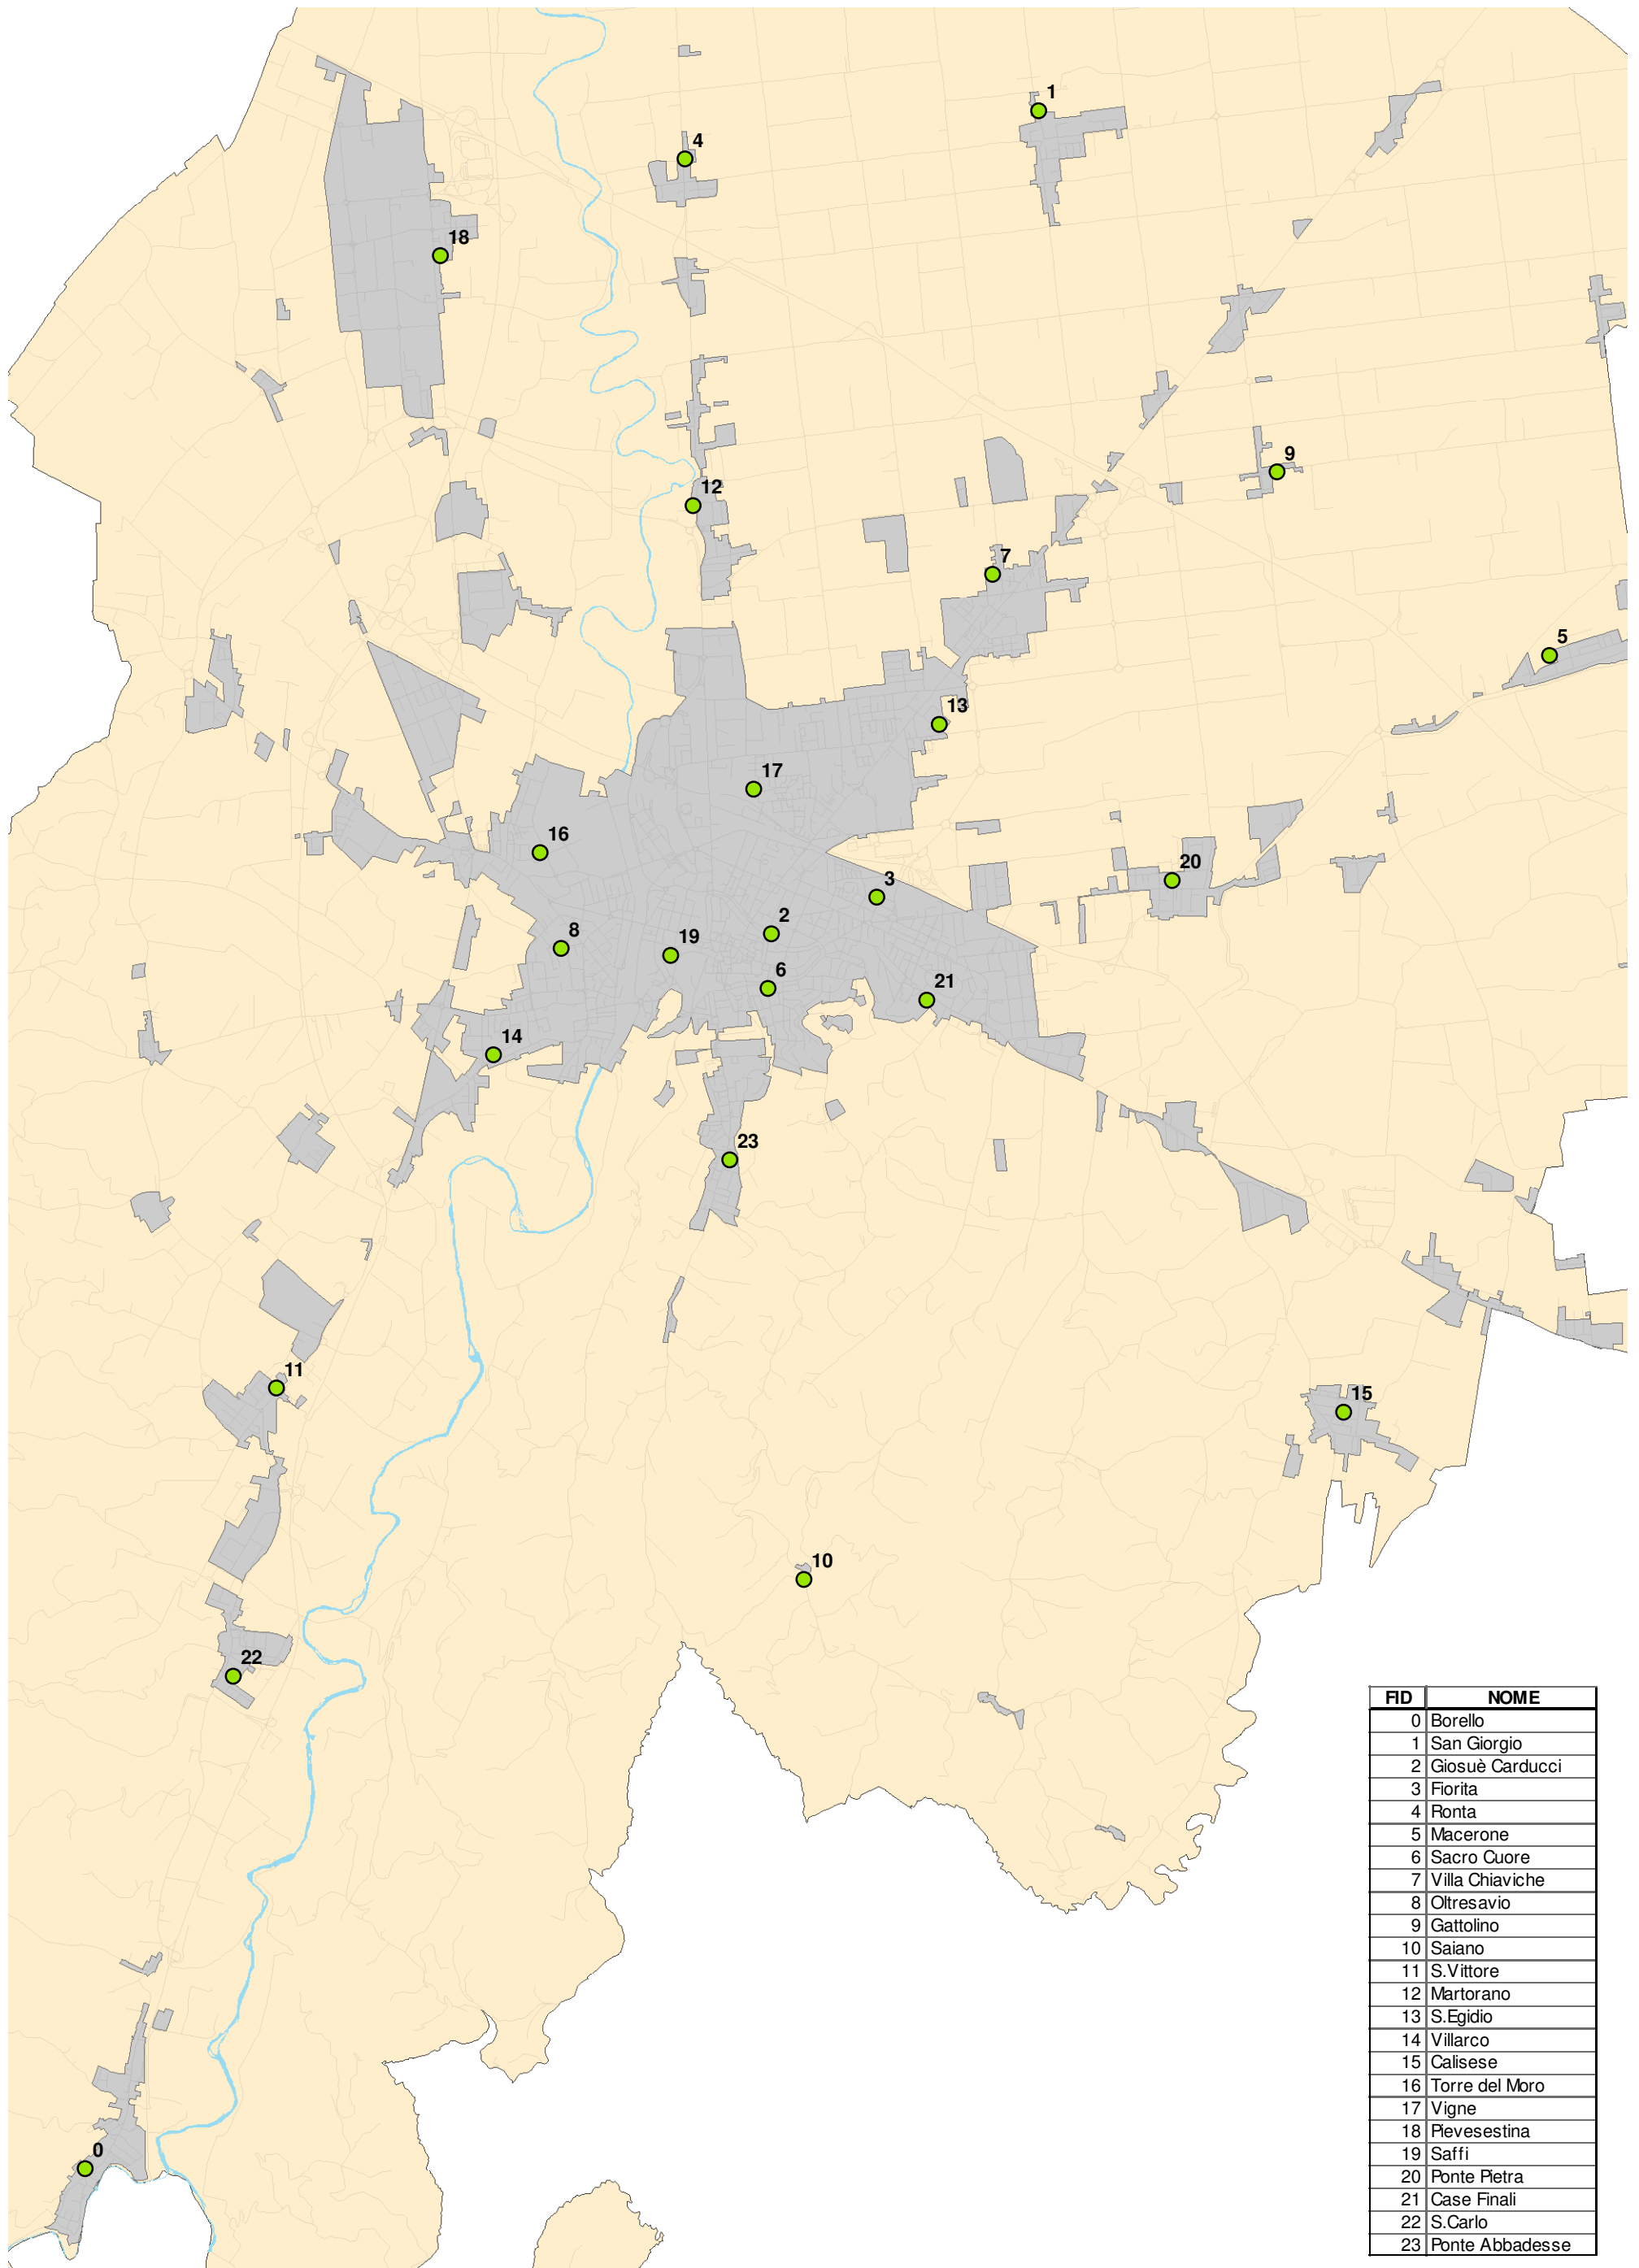 1
4
18
9
12
7
5
13
17
16
20
3
2
8
19
6
21
14
23
11
15
10
22
0
FID NOME
0 Borello
1 San Giorgio
2 Giosuè Carducci
3 Fiorita
4 Ronta
5 Macerone
6 Sacro Cuore
7 Villa Chiaviche
8 Oltresavio
9 Gattolino
10 Saiano
11 S.Vittore
12 Martorano
13 S.Egidio
14 Villarco
15 Calisese
16 Torre del Moro
17 Vigne
18 Pievesestina
19 Saffi
20 Ponte Pietra
21 Case Finali
22 S.Carlo
23 Ponte Abbadesse